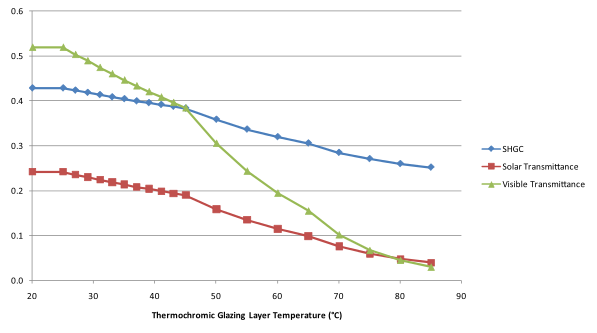 0.6
0.5
0.4
0.3
0.2
0.1
0.0
20 30 40 50 60 70 80 90
Thermochromic Glazing Layer Temperature (°C)
SHGC
Solar Transmittance
Visible Transmittance